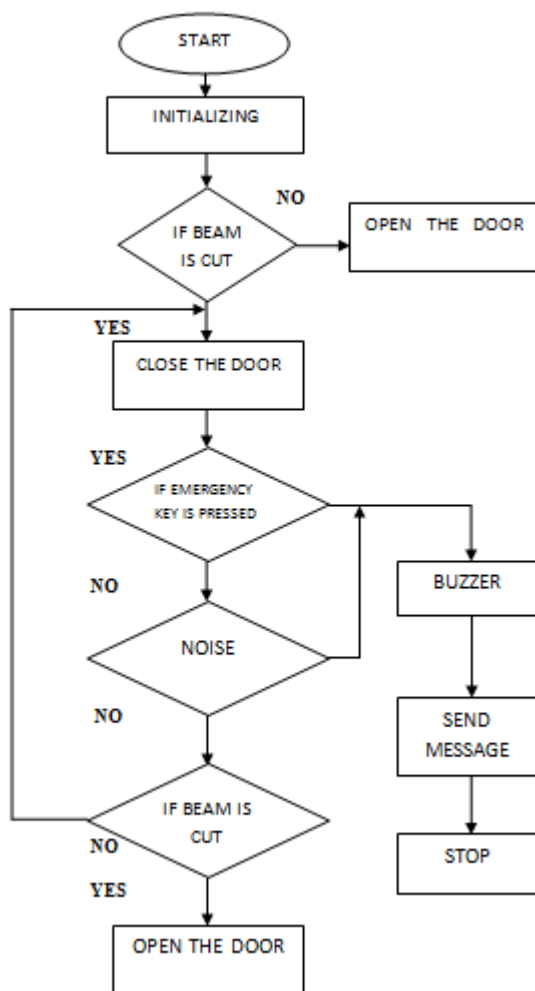 START
INITIALIZING
NO
IF BEAM
IS CUT
OPEN THE DOOR
YES
CLOSE THE DOOR
YES
IF EMERGENCY
KEY IS PRESSED
NO
BUZZER
NOISE
NO
SEND
MESSAGE
IF BEAM IS
CUT
NO
STOP
YES
OPEN THE DOOR